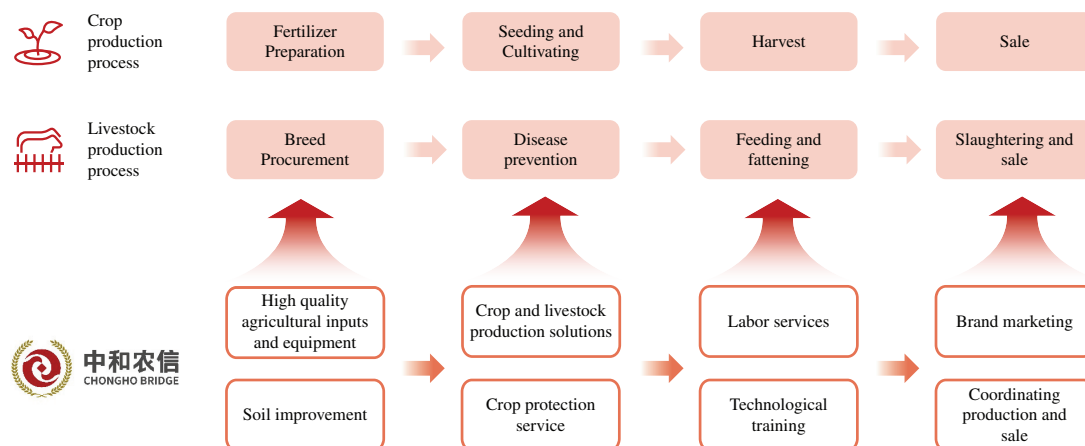 Crop
production
process
Fertilizer
Preparation
Seeding and
Cultivating
Harvest
Sale
Livestock
production
process
Breed
Procurement
Disease
prevention
Feeding and
fattening
Slaughtering and
sale
High quality
agricultural inputs
and equipment
Crop and livestock
production solutions
Labor services
Brand marketing
中和农信
CHONGHO BRIDGE
Soil improvement
Crop protection
service
Technological
training
Coordinating
production and
sale